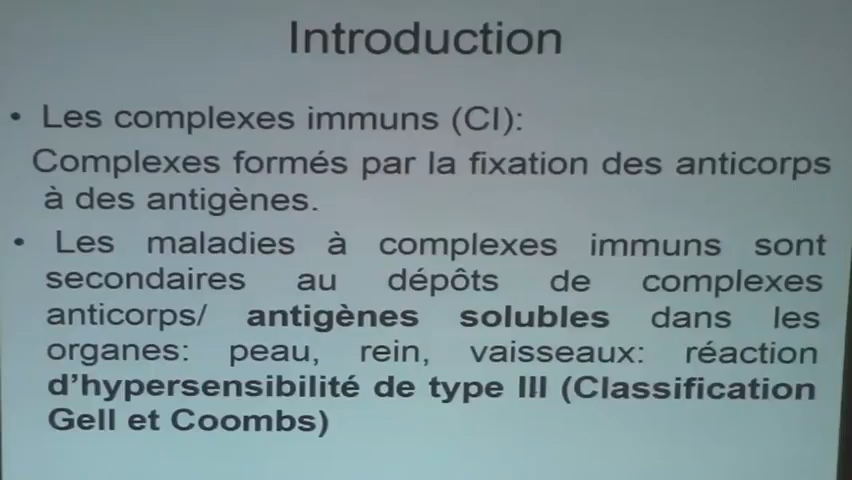 Introduction
• Les complexes immuns (CI):
Complexes formés par la fixation des anticorps
à des antigènes.
• Les maladies à complexes immuns sont
secondaires au dépôts de complexes
anticorps/ antigènes solubles dans les
organes: peau, rein, vaisseaux: réaction
d'hypersensibilité de type III (Classification
Gell et Coombs)